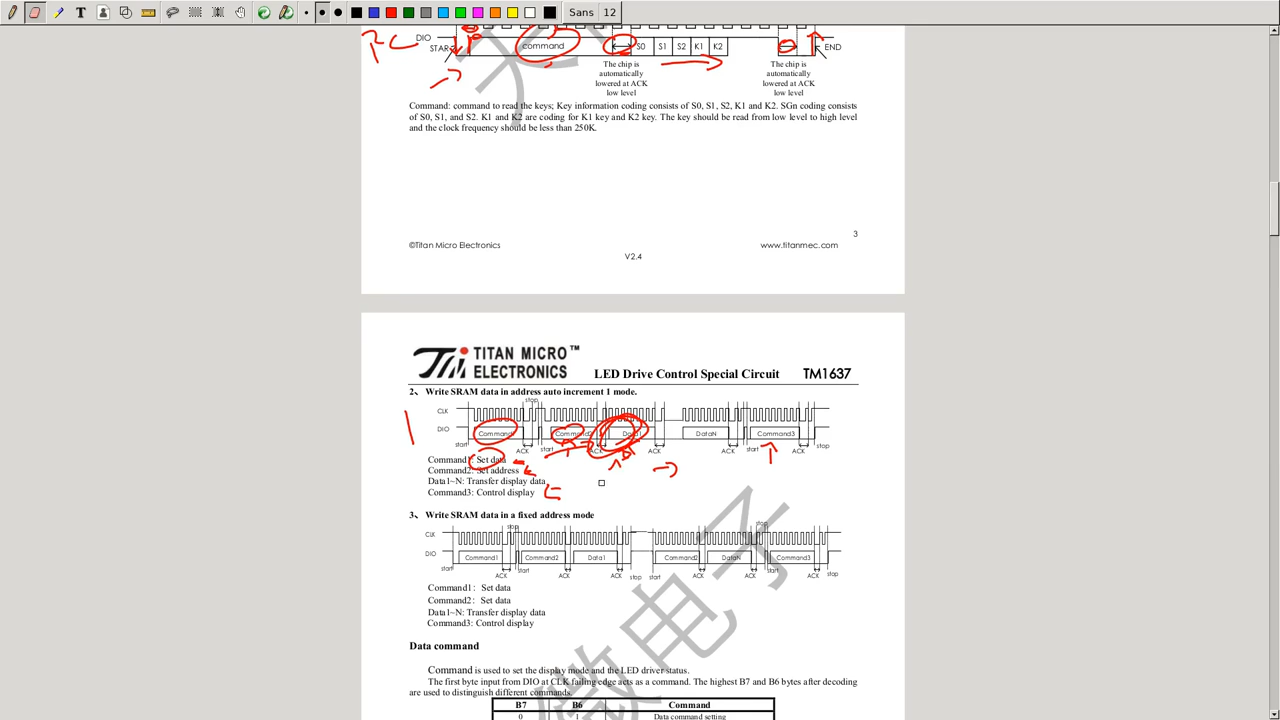 Sans 12
DIO
START command S0 S1 S2 K1 K2 END
The chip is
automatically
lowered at ACK
low level
The chip is
automatically
lowered at ACK
low level
Command: command to read the keys; Key information coding consists of S0, S1, S2, K1 and K2. SGn coding consists
of S0, S1, and S2. K1 and K2 are coding for K1 key and K2 key. The key should be read from low level to high level
and the clock frequency should be less than 250K.
3
©Titan Micro Electronics www.titanmec.com
V2.4
TITAN MICRO™
ELECTRONICS
LED Drive Control Special Circuit TM1637
2、 Write SRAM data in address auto increment 1 mode.
stop
CLK
DIO Command1 Command2 Data1 DataN Command3
start ACK start ACK ACK ACK start ACK stop
Command1: Set data
Command2: Set address
Data1~N: Transfer display data
Command3: Control display
3、 Write SRAM data in a fixed address mode
stop stop
CLK
DIO Command1 Command2 Data1 Command2 DataN Command3
start ACK start ACK ACK stop start ACK ACK start ACK stop
Command1: Set data
Command2: Set data
Data1~N: Transfer display data
Command3: Control display
Data command
Command is used to set the display mode and the LED driver status.
The first byte input from DIO at CLK failing edge acts as a command. The highest B7 and B6 bytes after decoding
are used to distinguish different commands.
B7 B6 Command
0 1 Data command setting
微电子